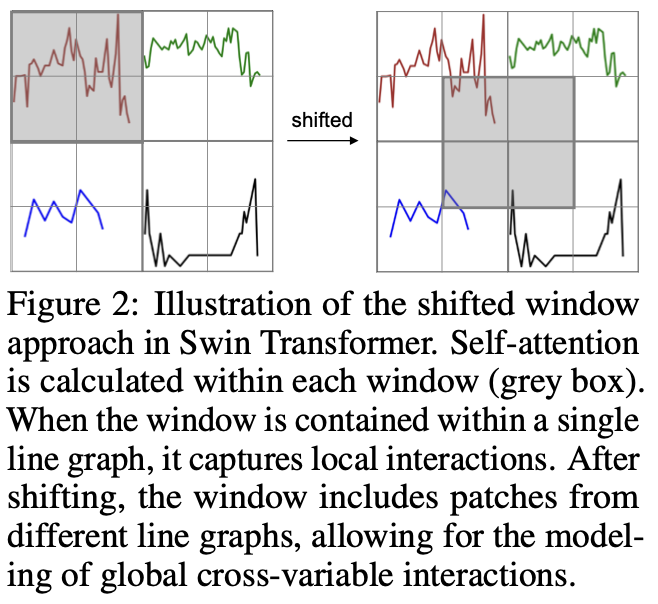 shifted
Figure 2: Illustration of the shifted window
approach in Swin Transformer. Self-attention
is calculated within each window (grey box).
When the window is contained within a single
line graph, it captures local interactions. After
shifting, the window includes patches from
different line graphs, allowing for the model-
ing of global cross-variable interactions.